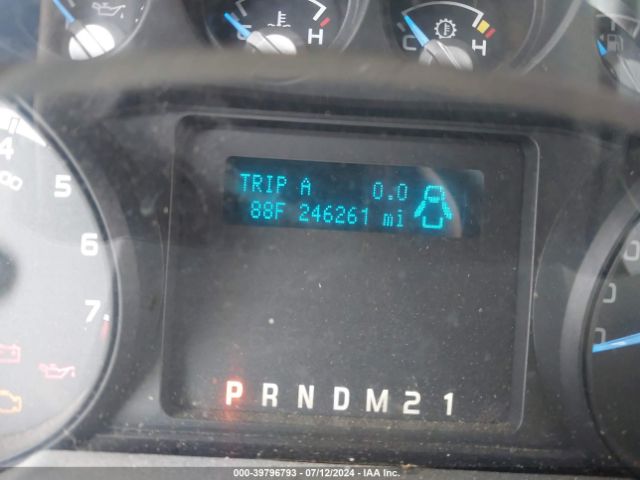 C H
C H
TRIP A 0.0
88F 246261 mi
4
5
6
7
P R N D M 2 1
000-39796793 - 07/12/2024 - IAA Inc.